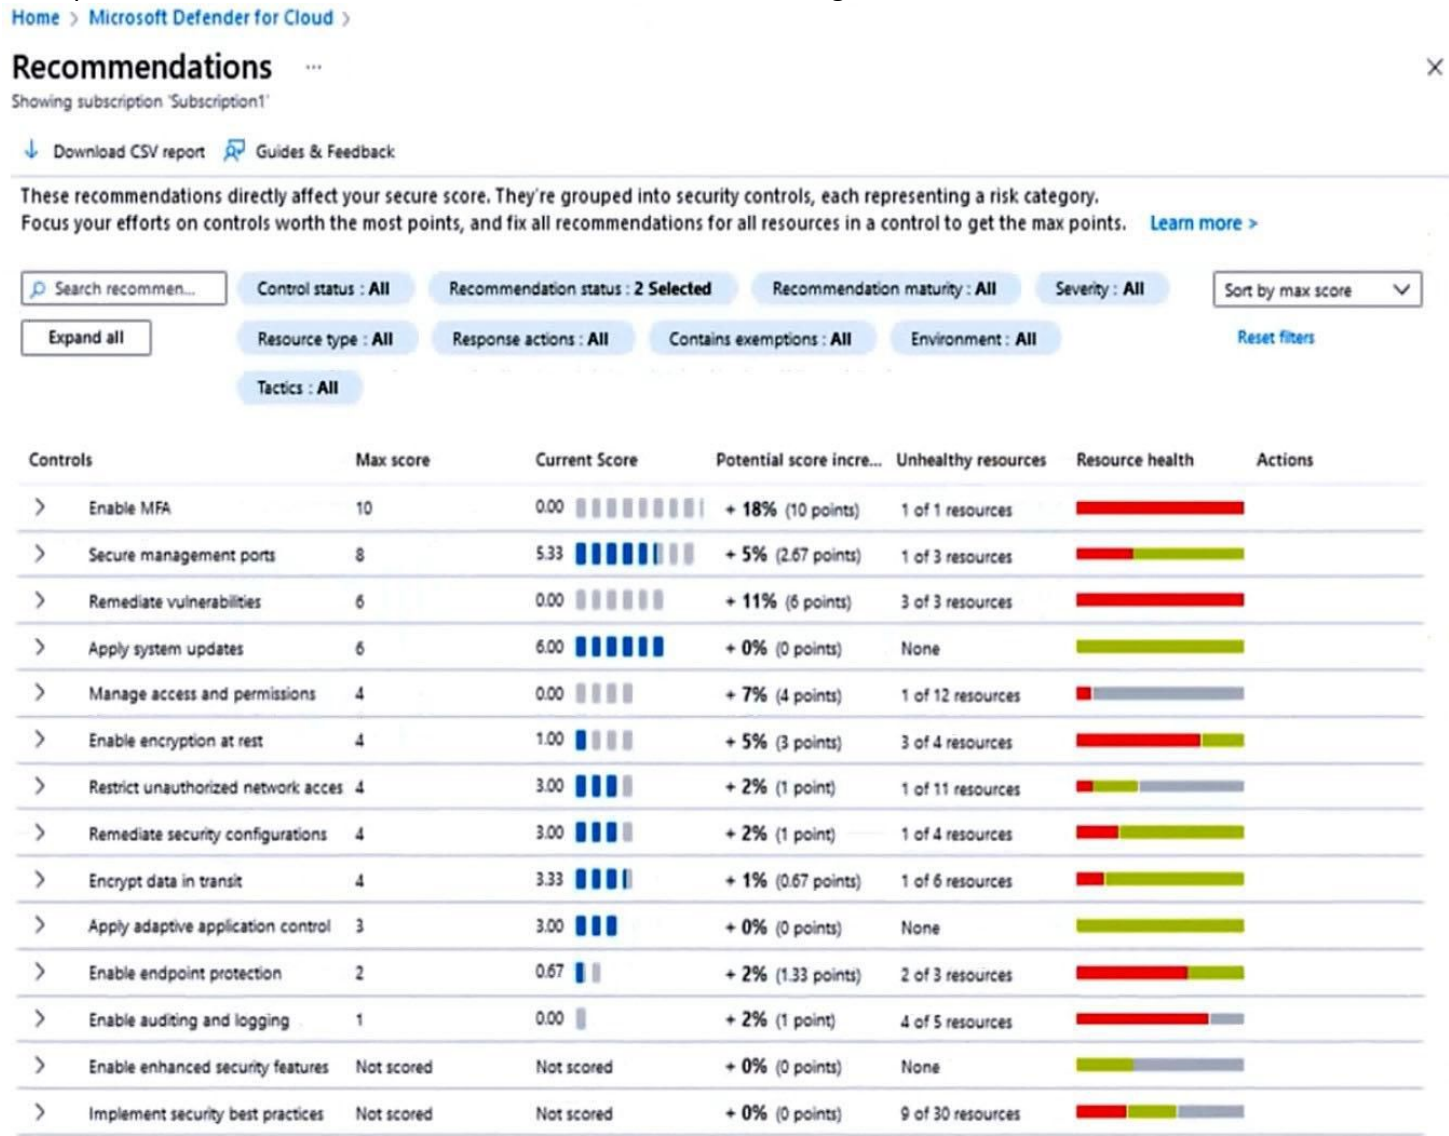 Home > Microsoft Defender for Cloud >
Recommendations ...
Showing subscription 'Subscription1'
Download CSV report Guides & Feedback
These recommendations directly affect your secure score. They're grouped into security controls, each representing a risk category.
Focus your efforts on controls worth the most points, and fix all recommendations for all resources in a control to get the max points. Learn more >
Search recommen... Control status : All Recommendation status : 2 Selected Recommendation maturity : All Severity : All Sort by max score
Expand all Resource type : All Response actions : All Contains exemptions : All Environment : All Reset filters
Tactics : All
Controls Max score Current Score Potential score incre... Unhealthy resources Resource health Actions
Enable MFA 10 0.00 + 18% (10 points) 1 of 1 resources
Secure management ports 8 5.33 + 5% (2.67 points) 1 of 3 resources
Remediate vulnerabilities 6 0.00 + 11% (6 points) 3 of 3 resources
Apply system updates 6 6.00 + 0% (0 points) None
Manage access and permissions 4 0.00 + 7% (4 points) 1 of 12 resources
Enable encryption at rest 4 1.00 + 5% (3 points) 3 of 4 resources
Restrict unauthorized network acces 4 3.00 + 2% (1 point) 1 of 11 resources
Remediate security configurations 4 3.00 + 2% (1 point) 1 of 4 resources
Encrypt data in transit 4 3.33 + 1% (0.67 points) 1 of 6 resources
Apply adaptive application control 3 3.00 + 0% (0 points) None
Enable endpoint protection 2 0.67 + 2% (1.33 points) 2 of 3 resources
Enable auditing and logging 1 0.00 + 2% (1 point) 4 of 5 resources
Enable enhanced security features Not scored Not scored + 0% (0 points) None
Implement security best practices Not scored Not scored + 0% (0 points) 9 of 30 resources